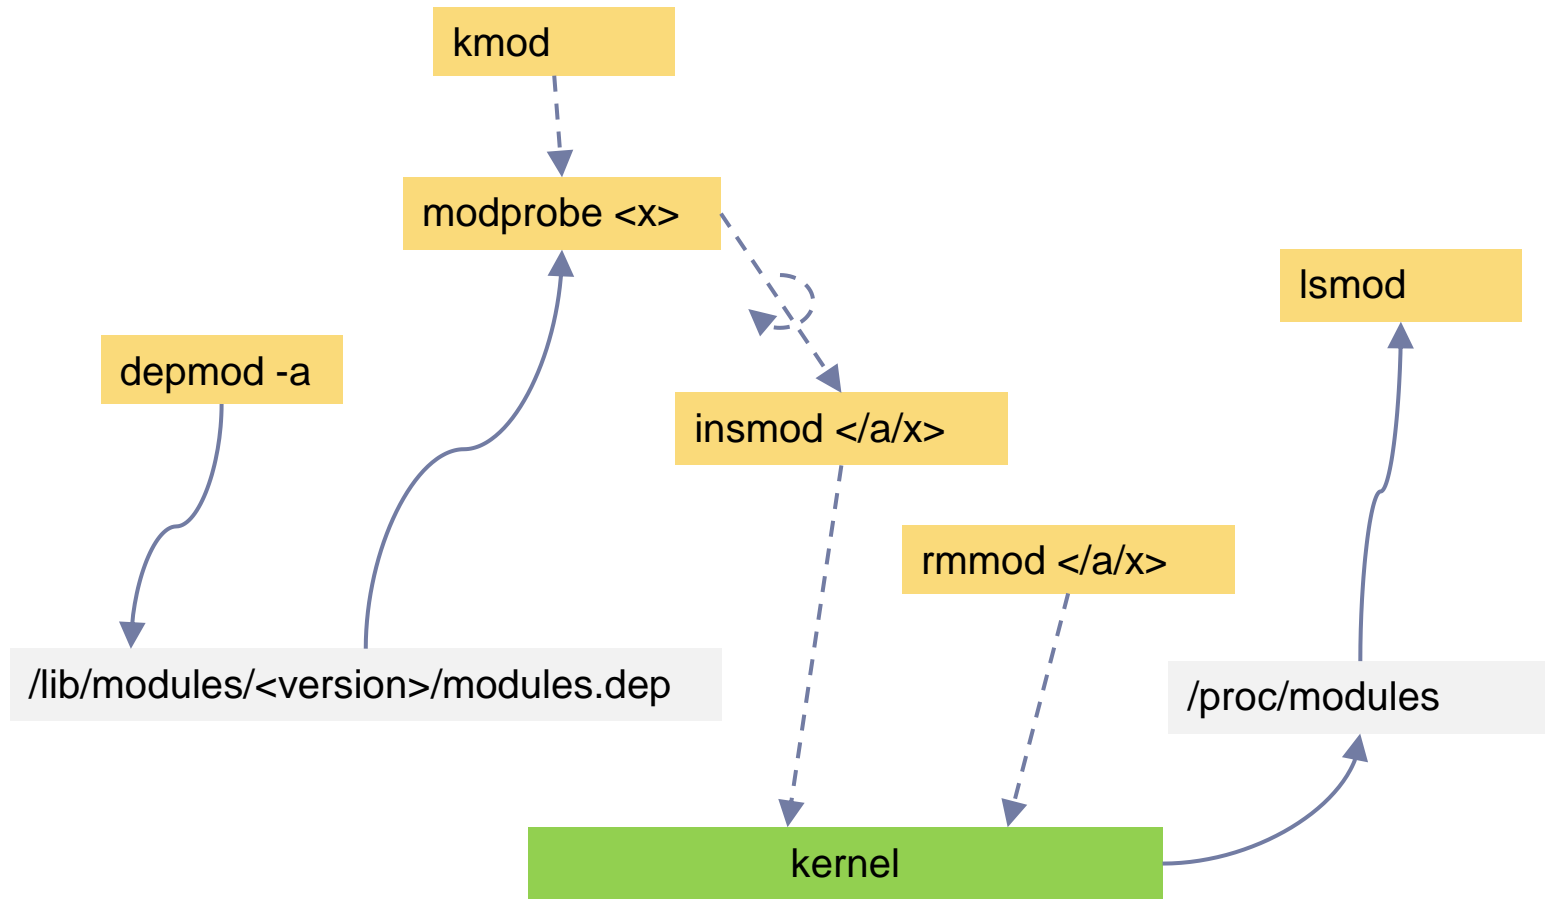 kmod
modprobe <x>
lsmod
depmod -a
insmod </a/x>
rmmod </a/x>
/lib/modules/<version>/modules.dep
/proc/modules
kernel